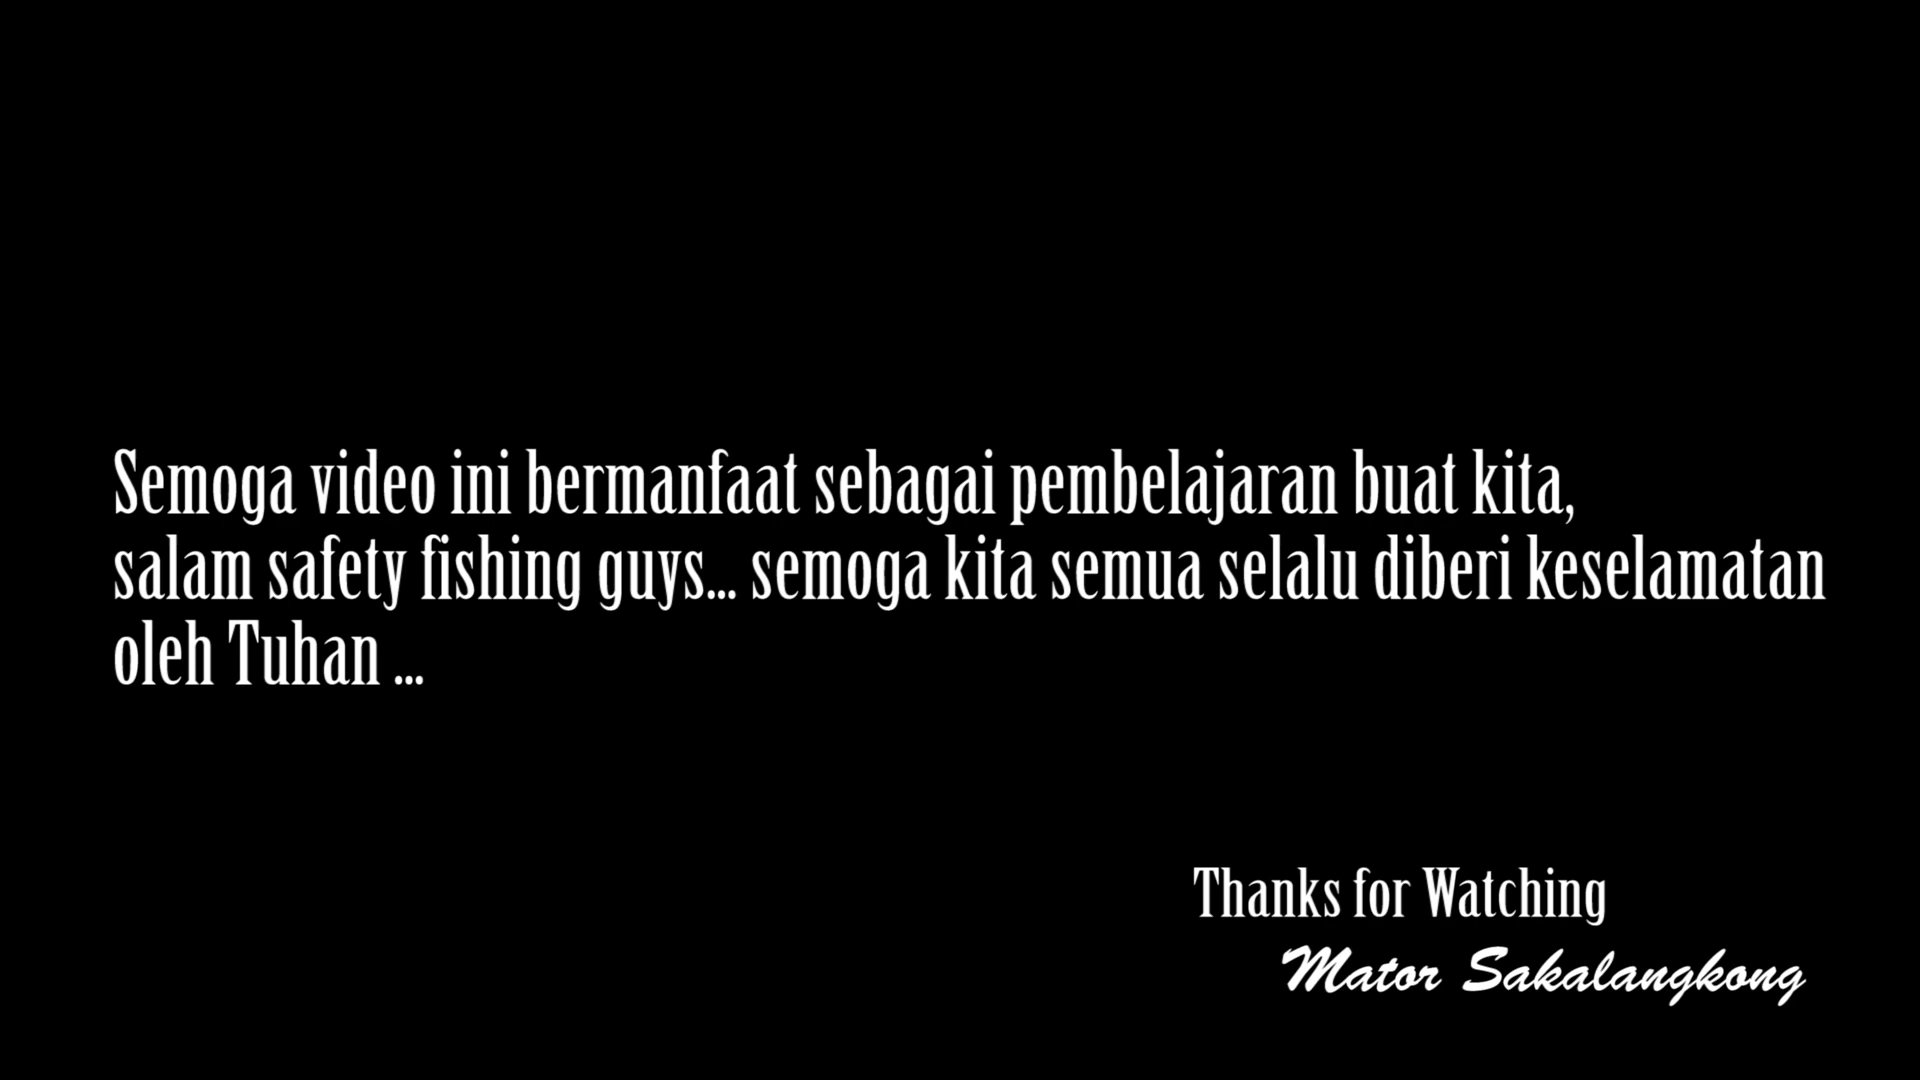 Semoga video ini bermanfaat sebagai pembelajaran buat kita,
salam safety fishing guys... semoga kita semua selalu diberi keselamatan
oleh Tuhan ...
Thanks for Watching
Mator Sakalangkong